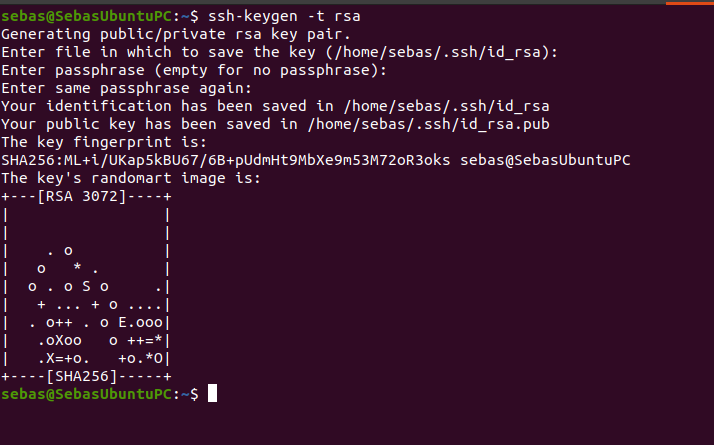 sebas@SebasUbuntuPC:~$ ssh-keygen -t rsa
Generating public/private rsa key pair.
Enter file in which to save the key (/home/sebas/.ssh/id_rsa):
Enter passphrase (empty for no passphrase):
Enter same passphrase again:
Your identification has been saved in /home/sebas/.ssh/id_rsa
Your public key has been saved in /home/sebas/.ssh/id_rsa.pub
The key fingerprint is:
SHA256:ML+i/UKap5kBU67/6B+pUdmHt9MbXe9m53M72oR3oks sebas@SebasUbuntuPC
The key's randomart image is:
+---[RSA 3072]----+
|                 |
|                 |
|    . o          |
|   o   * .       |
|  o . o S o     .|
|   + ... + o ....|
|  . o++ . o E.ooo|
|   .oXoo   o ++=*|
|   .X=+o.   +o.*O|
+----[SHA256]-----+
sebas@SebasUbuntuPC:~$